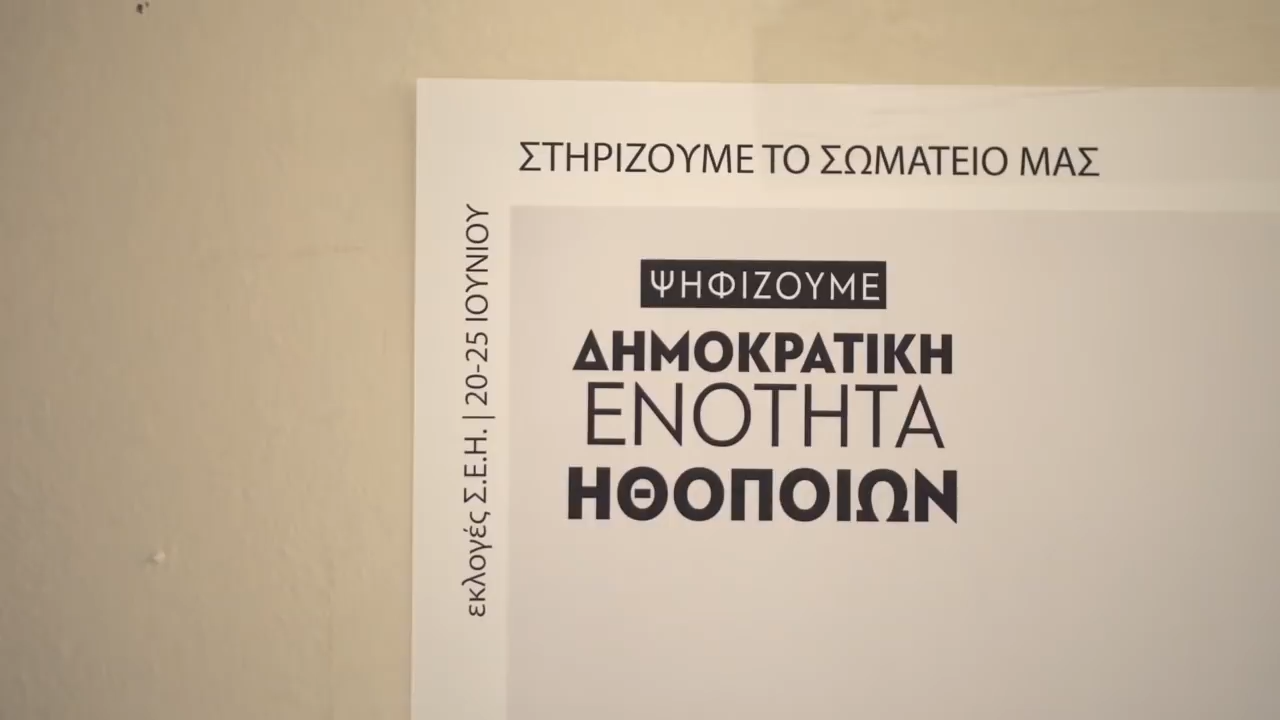 ΣΤΗΡΙΖΟΥΜΕ ΤΟ ΣΩΜΑΤΕΙΟ ΜΑΣ
εκλογές Σ.Ε.Η. | 20-25 ΙΟΥΝΙΟΥ
ΨΗΦΙΖΟΥΜΕ
ΔΗΜΟΚΡΑΤΙΚΗ
ΕΝΟΤΗΤΑ
ΗΘΟΠΟΙΩΝ